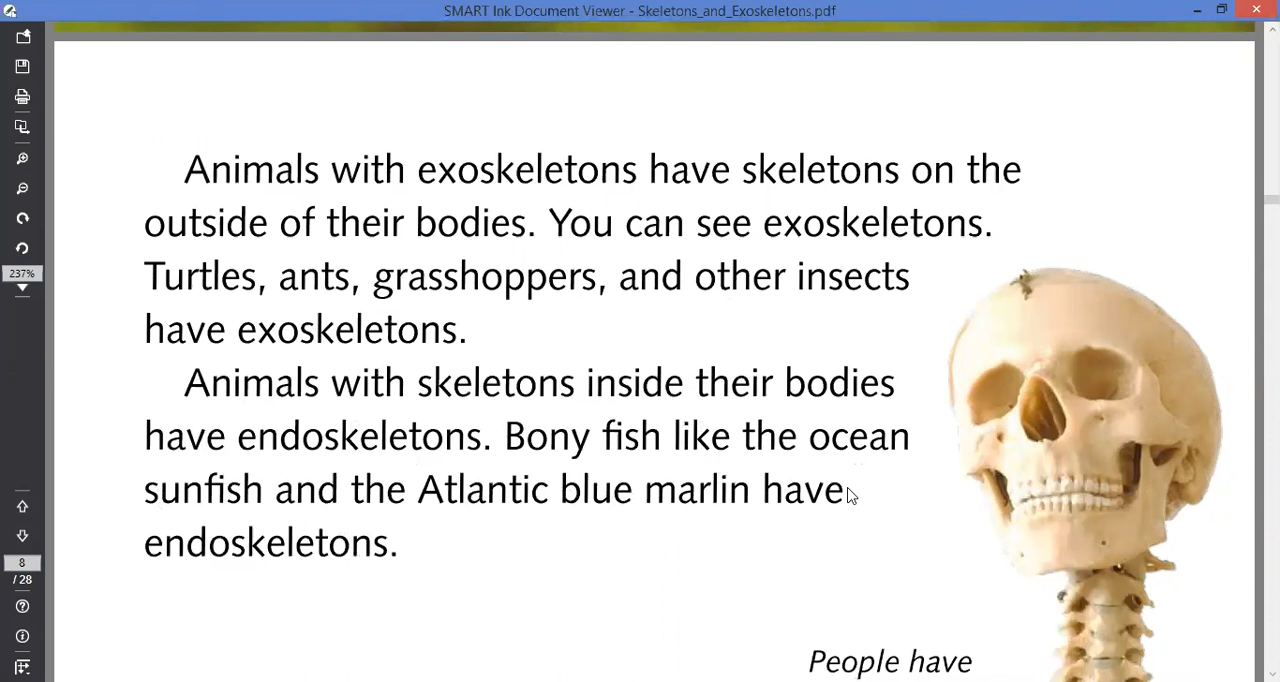 SMART Ink Document Viewer - Skeletons_and_Exoskeletons.pdf
Animals with exoskeletons have skeletons on the
outside of their bodies. You can see exoskeletons.
Turtles, ants, grasshoppers, and other insects
have exoskeletons.
Animals with skeletons inside their bodies
have endoskeletons. Bony fish like the ocean
sunfish and the Atlantic blue marlin have
endoskeletons.
People have
237%
8
/ 28